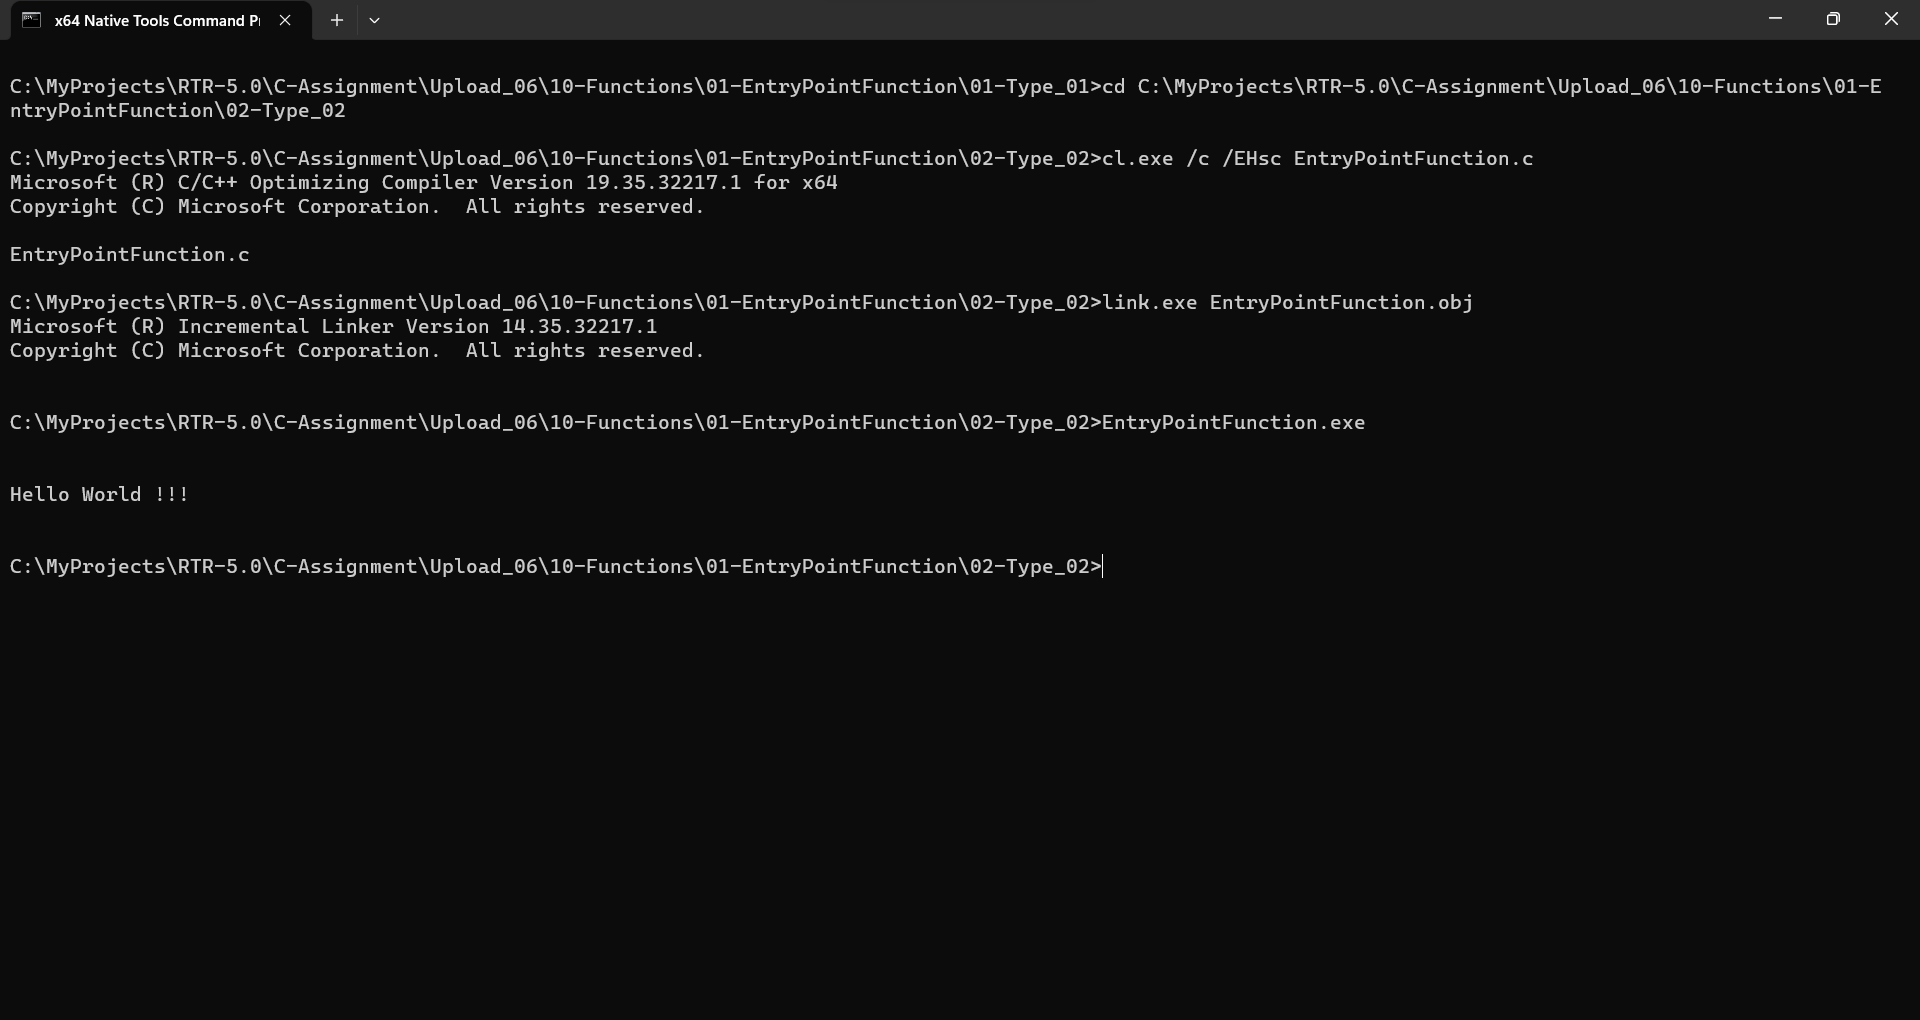 x64 Native Tools Command P
C:\MyProjects\RTR-5.0\C-Assignment\Upload_06\10-Functions\01-EntryPointFunction\01-Type_01>cd C:\MyProjects\RTR-5.0\C-Assignment\Upload_06\10-Functions\01-E
ntryPointFunction\02-Type_02
C:\MyProjects\RTR-5.0\C-Assignment\Upload_06\10-Functions\01-EntryPointFunction\02-Type_02>cl.exe /c /EHsc EntryPointFunction.c
Microsoft (R) C/C++ Optimizing Compiler Version 19.35.32217.1 for x64
Copyright (C) Microsoft Corporation.  All rights reserved.
EntryPointFunction.c
C:\MyProjects\RTR-5.0\C-Assignment\Upload_06\10-Functions\01-EntryPointFunction\02-Type_02>link.exe EntryPointFunction.obj
Microsoft (R) Incremental Linker Version 14.35.32217.1
Copyright (C) Microsoft Corporation.  All rights reserved.
C:\MyProjects\RTR-5.0\C-Assignment\Upload_06\10-Functions\01-EntryPointFunction\02-Type_02>EntryPointFunction.exe
Hello World !!!
C:\MyProjects\RTR-5.0\C-Assignment\Upload_06\10-Functions\01-EntryPointFunction\02-Type_02>